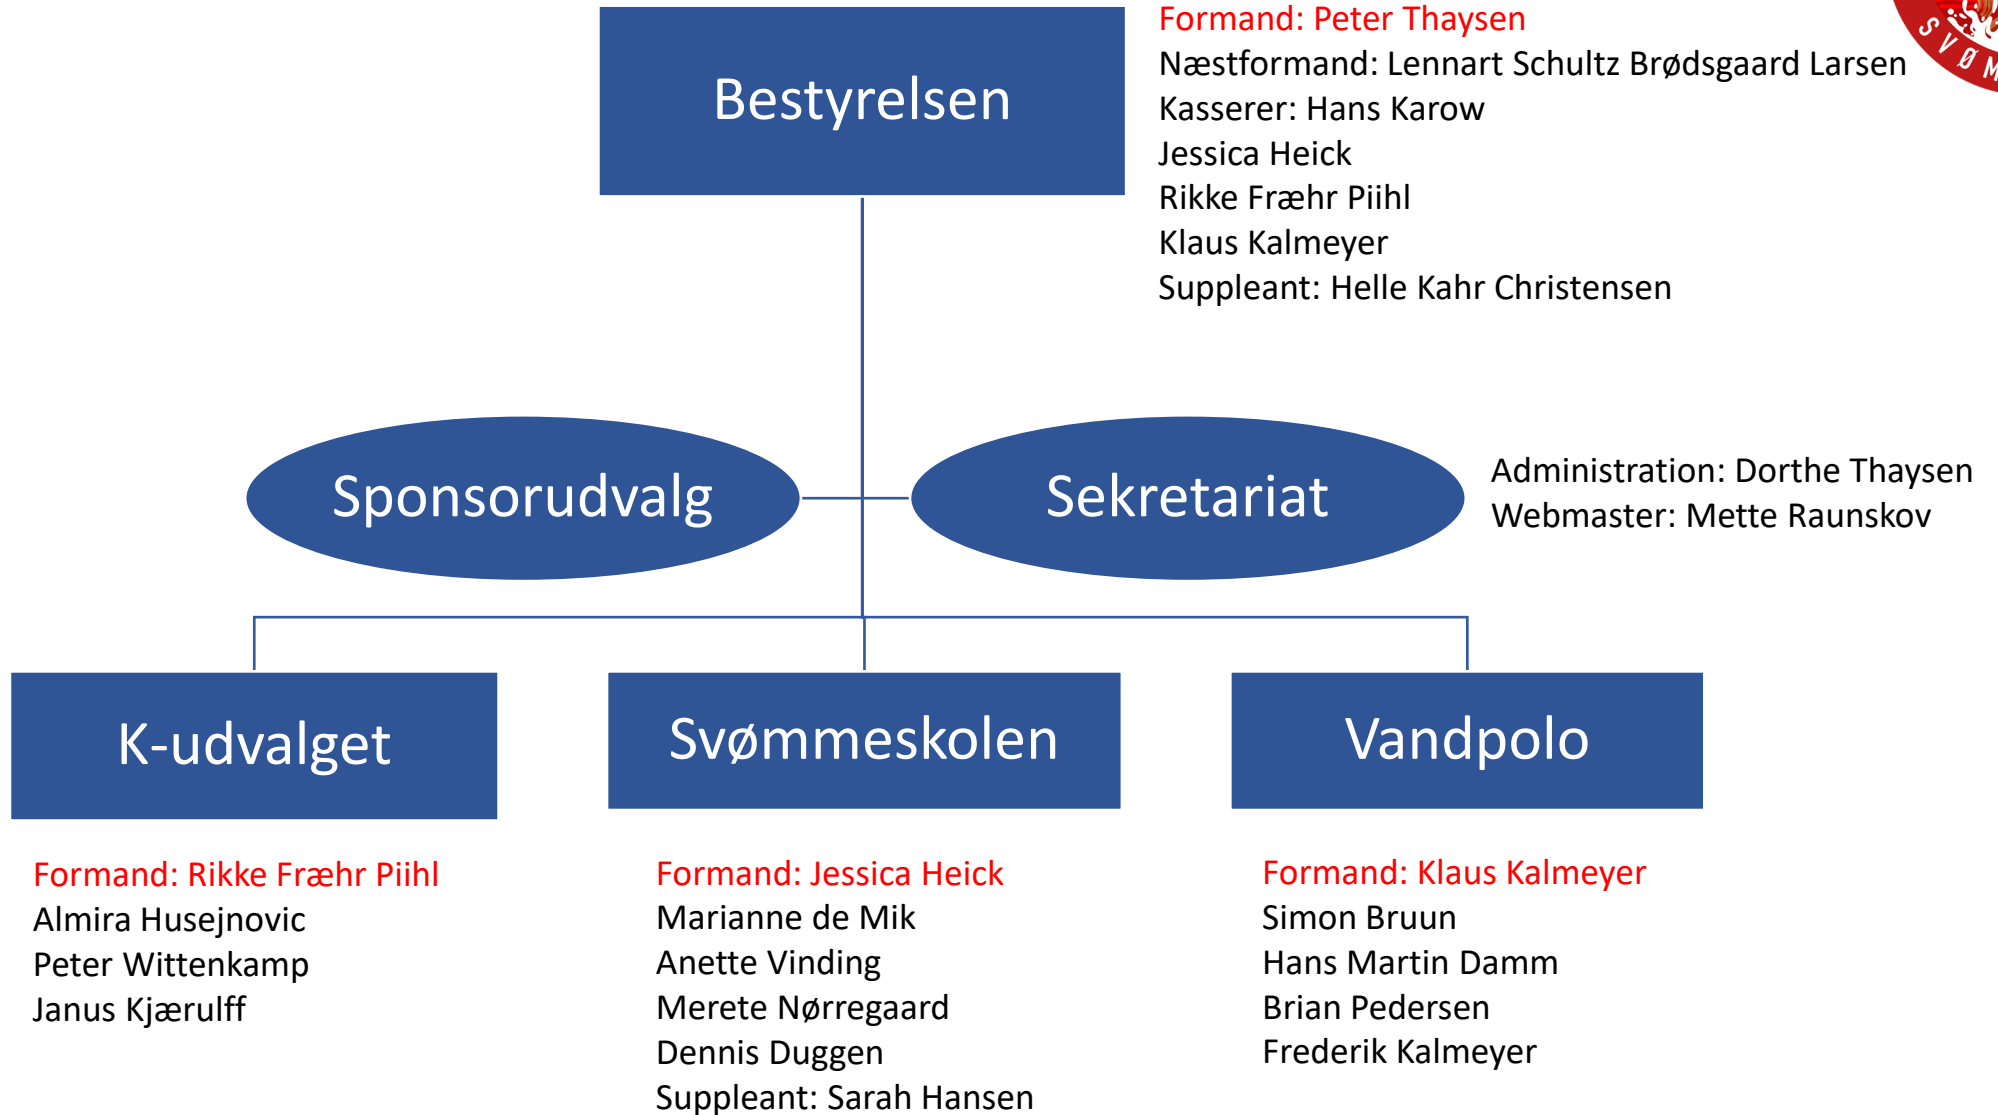 Bestyrelsen
Formand: Peter Thaysen
Næstformand: Lennart Schultz Brødsgaard Larsen
Kasserer: Hans Karow
Jessica Heick
Rikke Fræhr Piihl
Klaus Kalmeyer
Suppleant: Helle Kahr Christensen
Sponsorudvalg
Sekretariat
Administration: Dorthe Thaysen
Webmaster: Mette Raunskov
K-udvalget
Svømmeskolen
Vandpolo
Formand: Rikke Fræhr Piihl
Almira Husejnovic
Peter Wittenkamp
Janus Kjærulff
Formand: Jessica Heick
Marianne de Mik
Anette Vinding
Merete Nørregaard
Dennis Duggen
Suppleant: Sarah Hansen
Formand: Klaus Kalmeyer
Simon Bruun
Hans Martin Damm
Brian Pedersen
Frederik Kalmeyer